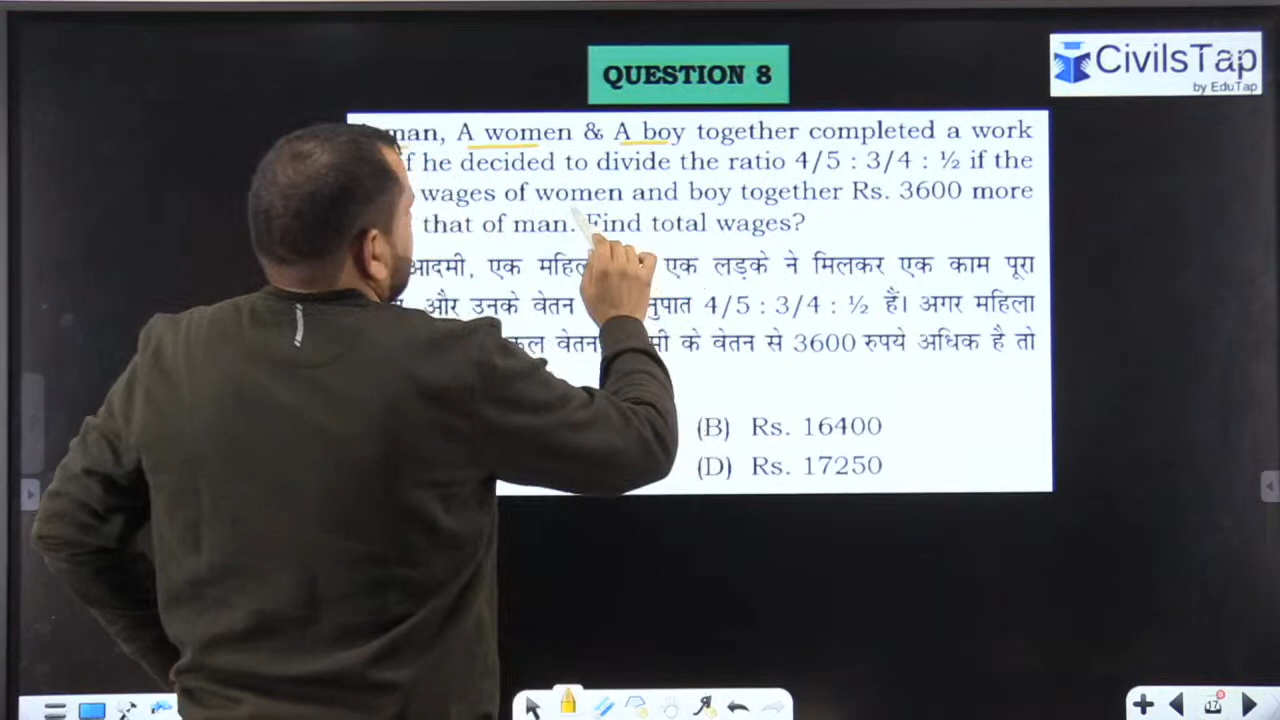 QUESTION 8
CivilsTap
by EduTap
man, A women & A boy together completed a work
f he decided to divide the ratio 4/5 : 3/4 : ½ if the
wages of women and boy together Rs. 3600 more
that of man. Find total wages?
आदमी, एक एक लड़के ने मिलकर एक काम पूरा
और उनके वेतन 4/5 : 3/4 : ½ हैं। अगर महिला
वेतन के वेतन से 3600 रुपये अधिक है तो
(B) Rs. 16400
(D) Rs. 17250
17